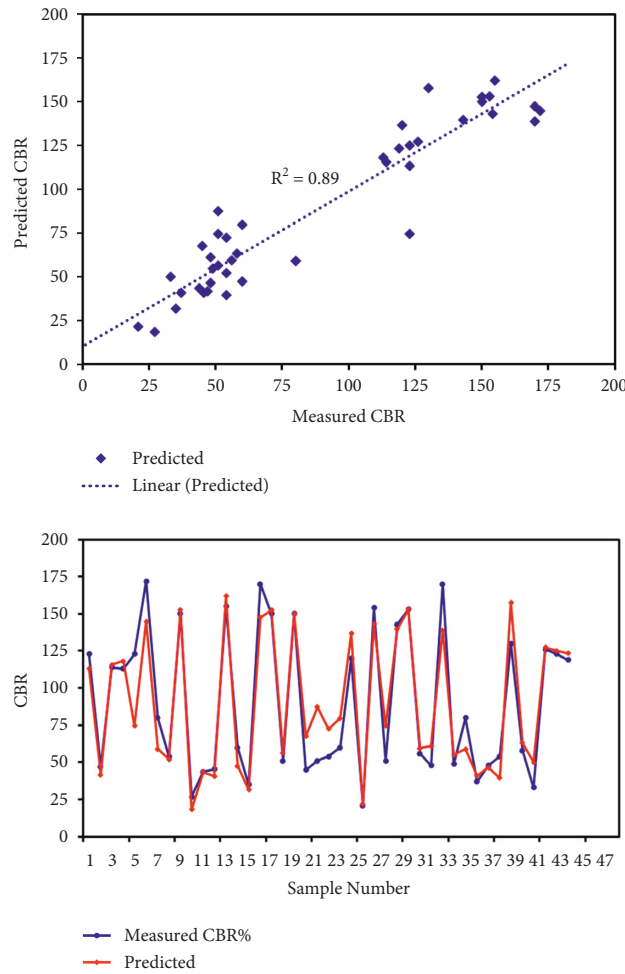 200
175
150
125
100
75
50
25
0
Predicted CBR
R² = 0.89
0 25 50 75 100 125 150 175 200
Measured CBR
Predicted
Linear (Predicted)
200
175
150
125
100
75
50
25
0
CBR
1 3 5 7 9 11 13 15 17 19 21 23 25 27 29 31 33 35 37 39 41 43 45 47
Sample Number
Measured CBR%
Predicted